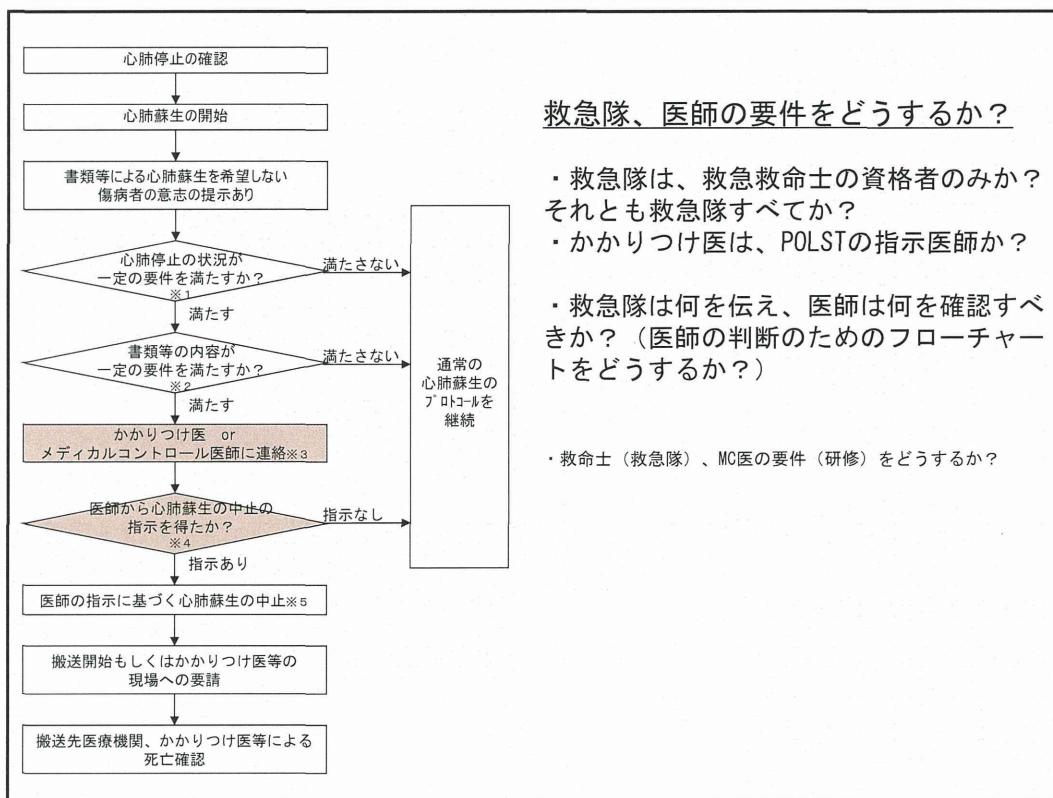 心肺停止の確認
心肺蘇生の開始
書類等による心肺蘇生を希望しない
傷病者の意志の提示あり
心肺停止の状況が
一定の要件を満たすか？
※1
満たさない
満たす
書類等の内容が
一定の要件を満たすか？
※2
満たさない
満たす
かかりつけ医 or
メディカルコントロール医師に連絡※3
医師から心肺蘇生の中止の
指示を得たか？
※4
指示なし
指示あり
医師の指示に基づく心肺蘇生の中止※5
搬送開始もしくはかかりつけ医等の
現場への要請
搬送先医療機関、かかりつけ医等による
死亡確認
通常の
心肺蘇生の
プロトコールを
継続
救急隊、医師の要件をどうするか？
・救急隊は、救急救命士の資格者のみか？
それとも救急隊すべてか？
・かかりつけ医は、POLSTの指示医師か？
・救急隊は何を伝え、医師は何を確認すべ
きか？（医師の判断のためのフローチャー
トをどうするか？）
・救命士（救急隊）、MC医の要件（研修）をどうするか？